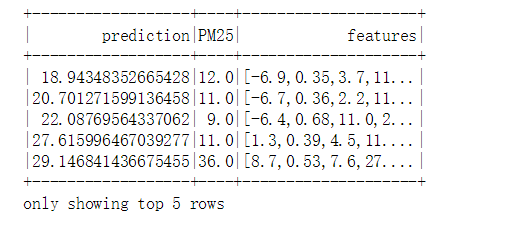 +-------------------+----+--------------------+
|         prediction|PM25|            features|
+-------------------+----+--------------------+
| 18.94348352665428|12.0|[-6.9,0.35,3.7,11...|
|20.701271599136458|11.0|[-6.7,0.36,2.2,11...|
| 22.08769564337062| 9.0|[-6.4,0.68,11.0,2...|
|27.615996467039277|11.0|[1.3,0.39,4.5,11....|
|29.146841436675455|36.0|[8.7,0.53,7.6,27....|
+-------------------+----+--------------------+
only showing top 5 rows